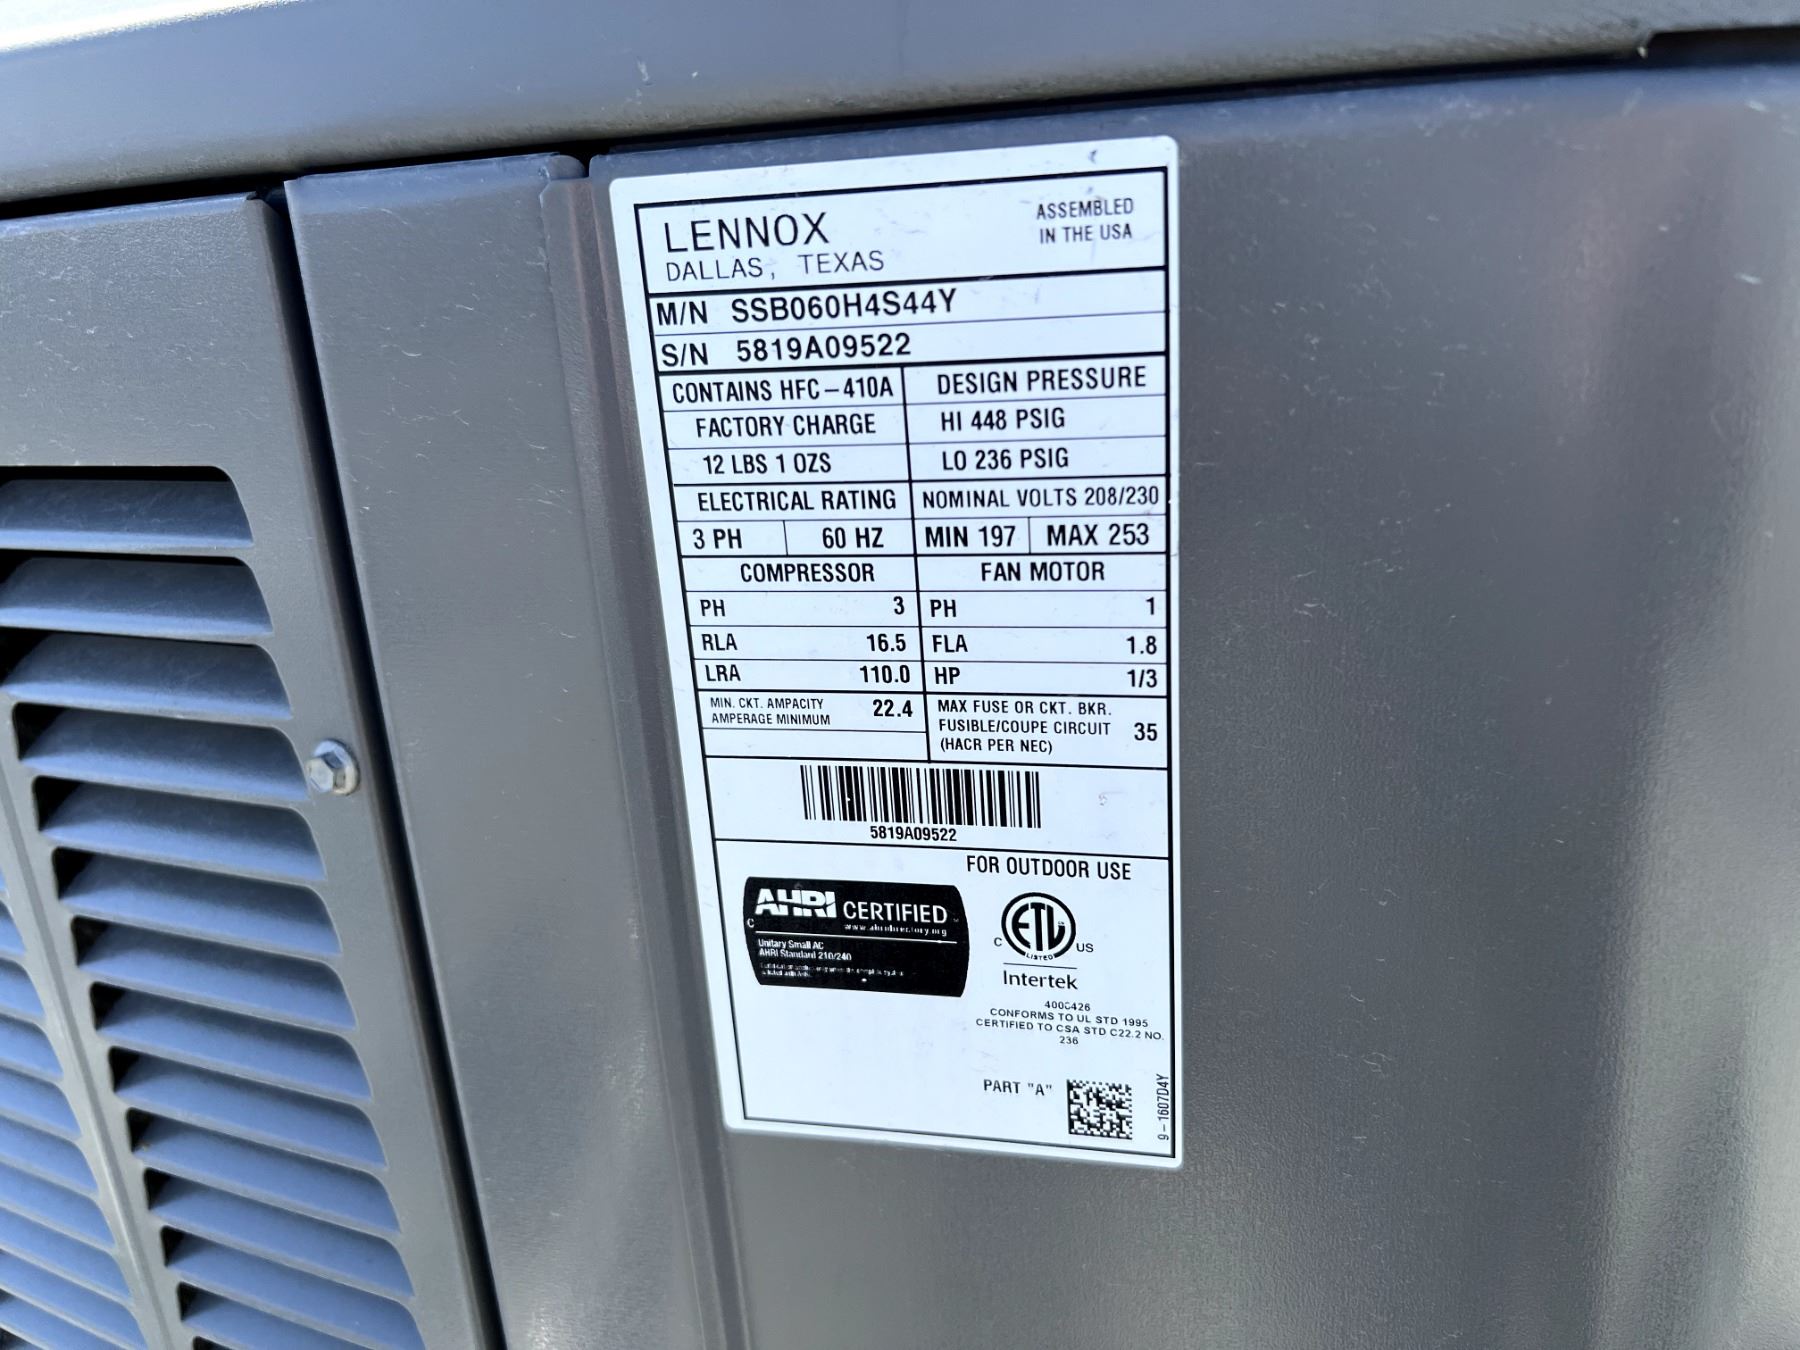 LENNOX
DALLAS, TEXAS
ASSEMBLED
IN THE USA
M/N SSB060H4S44Y
S/N 5819A09522
CONTAINS HFC-410A
DESIGN PRESSURE
FACTORY CHARGE
HI 448 PSIG
12 LBS 1 OZS
LO 236 PSIG
ELECTRICAL RATING
NOMINAL VOLTS 208/230
3 PH 60 HZ
MIN 197 MAX 253
COMPRESSOR
FAN MOTOR
PH 3
PH 1
RLA 16.5
FLA 1.8
LRA 110.0
HP 1/3
MIN. CKT. AMPACITY
AMPERAGE MINIMUM
22.4
MAX FUSE OR CKT. BKR.
FUSIBLE/COUPE CIRCUIT
(HACR PER NEC)
35
5819A09522
FOR OUTDOOR USE
AHRI CERTIFIED
www.ahridirectory.org
Unitary Small AC
AHRI Standard 210/240
C ETL US
LISTED
Intertek
CONFORMS TO UL STD 1995
CERTIFIED TO CSA STD C22.2 NO.
236
PART "A"
9-1607D4Y